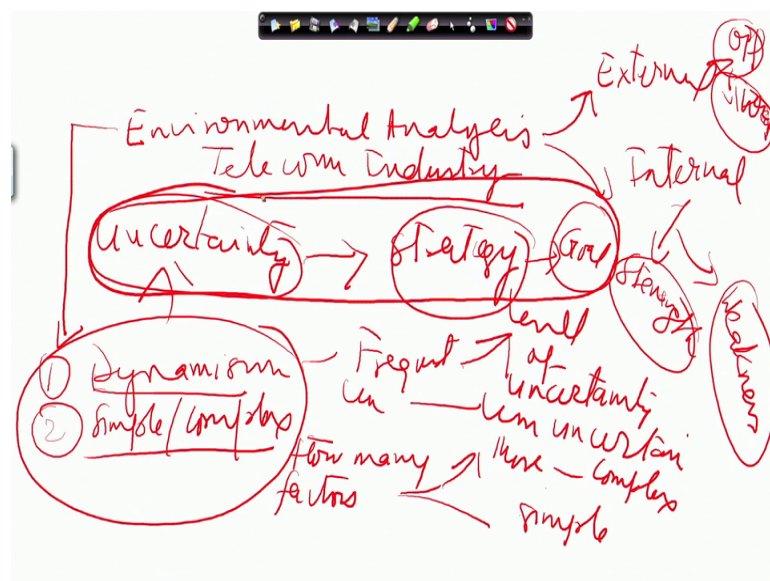 Opp
External
Environmental Analysis
Telecom Industry
Internal
Uncertainty → Strategy → Goal
Strength
Weakness
level
1 Dynamism
Frequent
of
uncertainty
2 Simple/Complex
un uncertain
How many
More - complex
factors
Simple